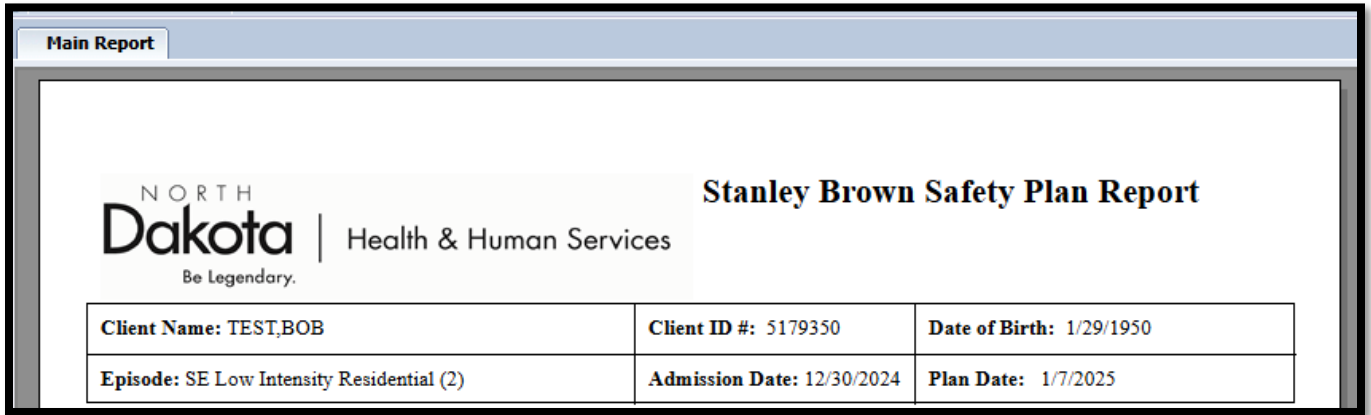 Main Report
Stanley Brown Safety Plan Report
NORTH
Dakota
Be Legendary.
Health & Human Services
Client Name: TEST,BOB
Client ID #: 5179350
Date of Birth: 1/29/1950
Episode: SE Low Intensity Residential (2)
Admission Date: 12/30/2024
Plan Date: 1/7/2025